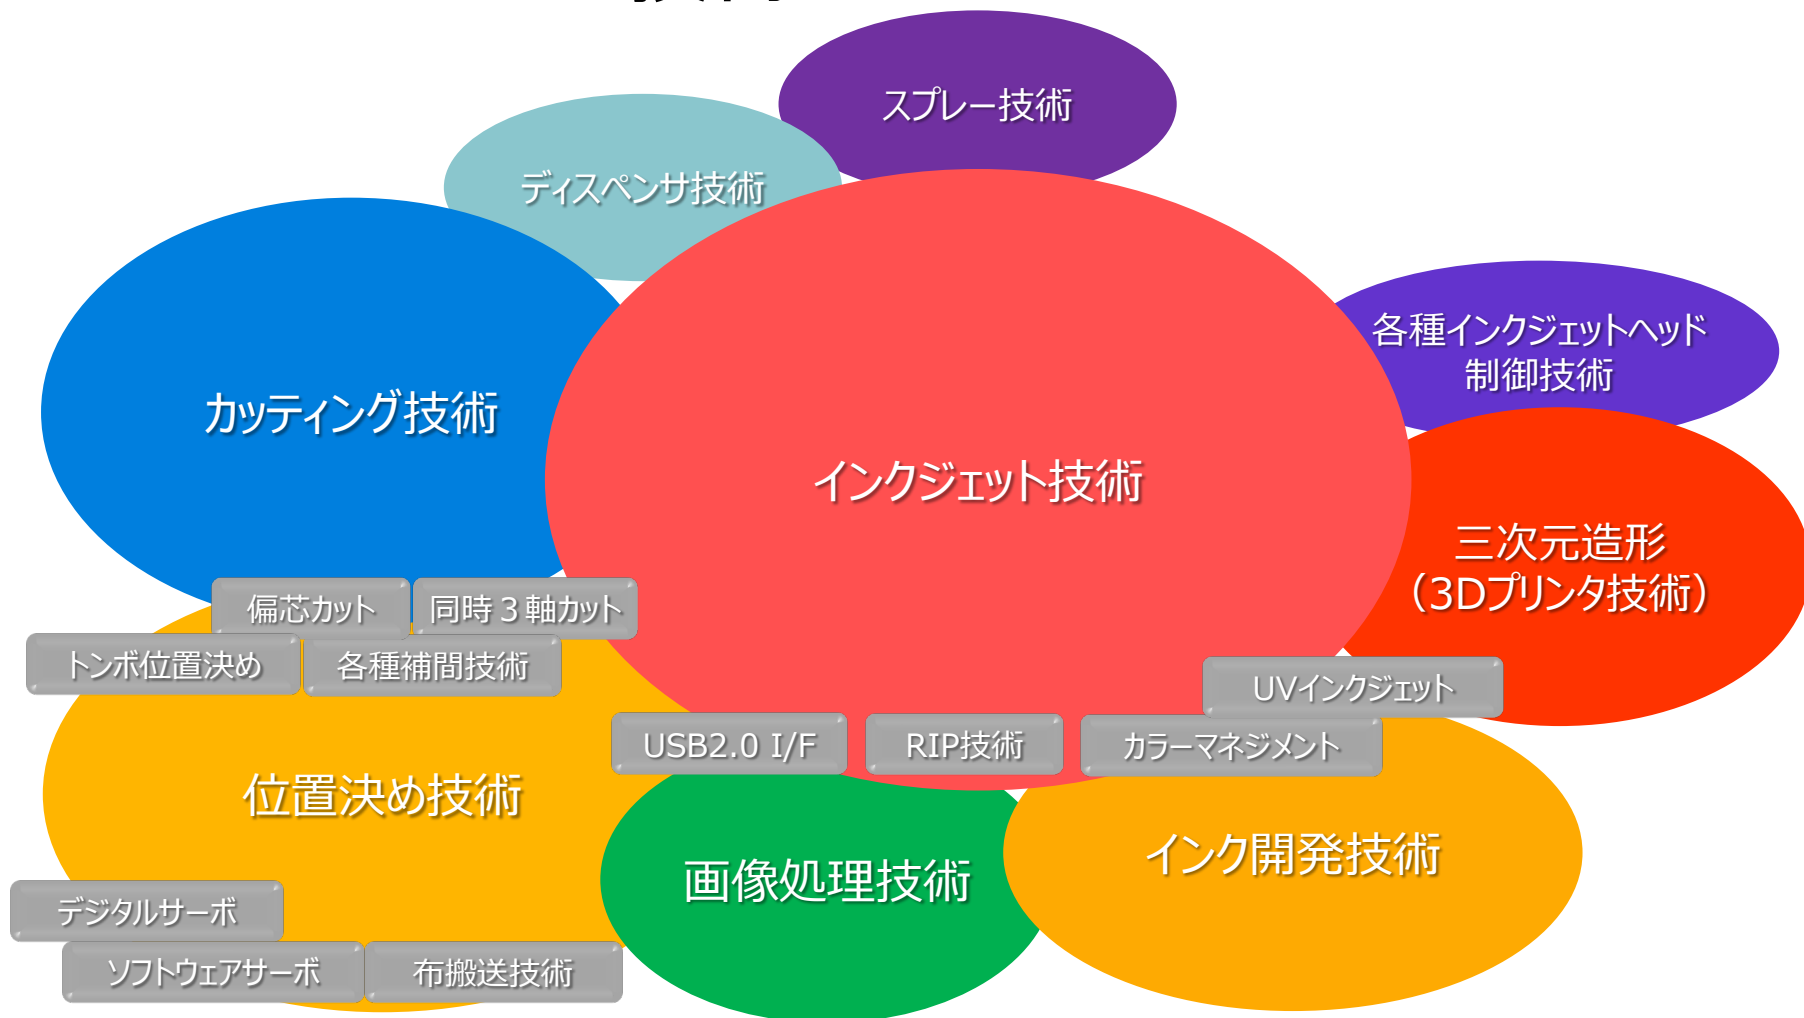 スプレー技術
ディスペンサ技術
各種インクジェットヘッド
制御技術
カッティング技術
インクジェット技術
三次元造形
（3Dプリンタ技術）
偏芯カット
同時３軸カット
トンボ位置決め
各種補間技術
UVインクジェット
USB2.0 I/F
RIP技術
カラーマネジメント
位置決め技術
画像処理技術
インク開発技術
デジタルサーボ
ソフトウェアサーボ
布搬送技術